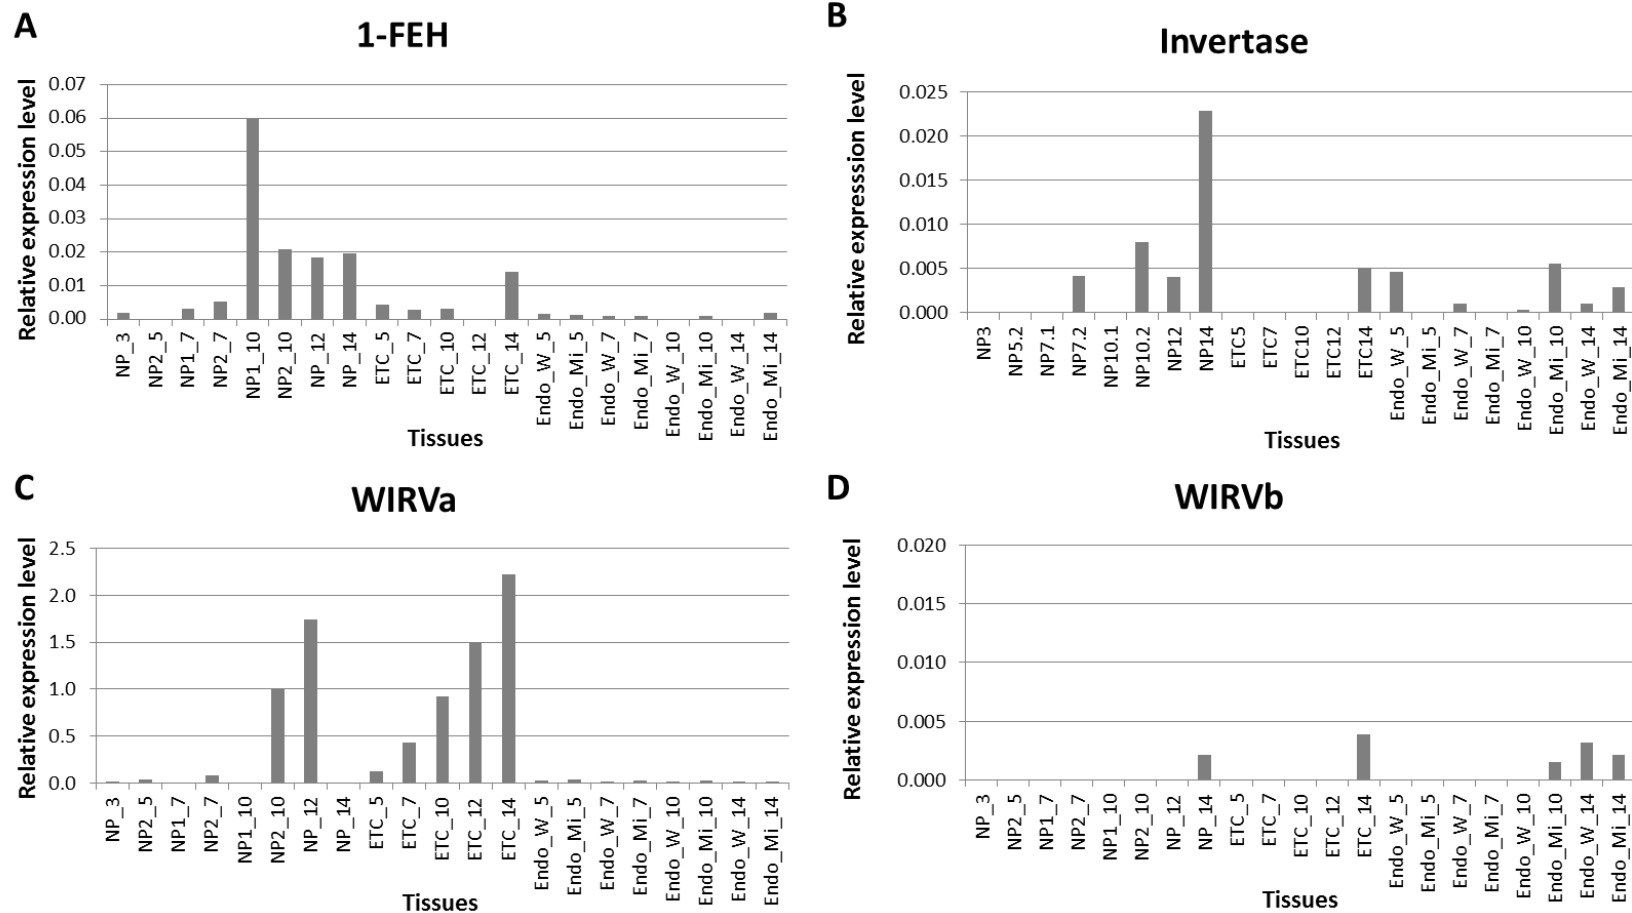 A
1-FEH
Relative expression level
0.07
0.06
0.05
0.04
0.03
0.02
0.01
0.00
NP_3
NP2_5
NP1_7
NP2_7
NP1_10
NP2_10
NP_12
NP_14
ETC_5
ETC_7
ETC_10
ETC_12
ETC_14
Endo_W_5
Endo_Mi_5
Endo_W_7
Endo_Mi_7
Endo_W_10
Endo_Mi_10
Endo_W_14
Endo_Mi_14
Tissues
B
Invertase
Relative expresssion level
0.025
0.020
0.015
0.010
0.005
0.000
NP3
NP5.2
NP7.1
NP7.2
NP10.1
NP10.2
NP12
NP14
ETC5
ETC7
ETC10
ETC12
ETC14
Endo_W_5
Endo_Mi_5
Endo_W_7
Endo_Mi_7
Endo_W_10
Endo_Mi_10
Endo_W_14
Endo_Mi_14
Tissues
C
WIRVa
Relative expression level
2.5
2.0
1.5
1.0
0.5
0.0
NP_3
NP2_5
NP1_7
NP2_7
NP1_10
NP2_10
NP_12
NP_14
ETC_5
ETC_7
ETC_10
ETC_12
ETC_14
Endo_W_5
Endo_Mi_5
Endo_W_7
Endo_Mi_7
Endo_W_10
Endo_Mi_10
Endo_W_14
Endo_Mi_14
Tissues
D
WIRVb
Relative expression level
0.020
0.015
0.010
0.005
0.000
NP_3
NP2_5
NP1_7
NP2_7
NP1_10
NP2_10
NP_12
NP_14
ETC_5
ETC_7
ETC_10
ETC_12
ETC_14
Endo_W_5
Endo_Mi_5
Endo_W_7
Endo_Mi_7
Endo_W_10
Endo_Mi_10
Endo_W_14
Endo_Mi_14
Tissues